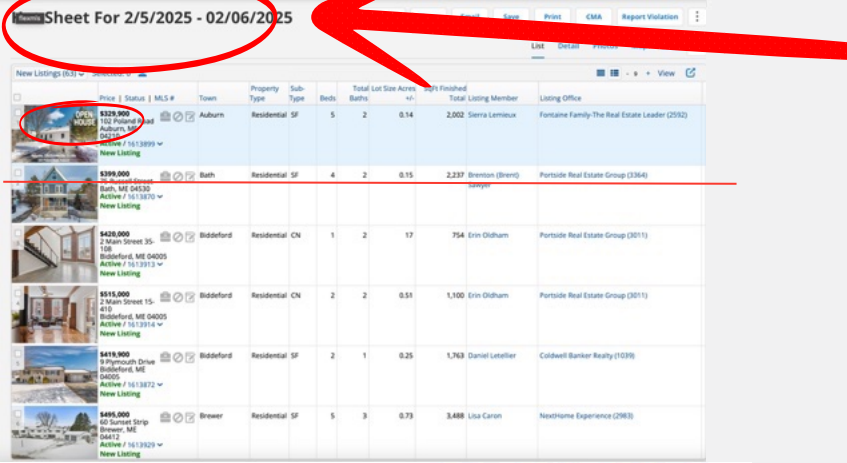 Sheet For 2/5/2025 - 02/06/2025
Email Save Print CMA Report Violation
List Detail Photos
New Listings (63) Selected: 0 View
Property Sub- Total Lot Size Acres SqFt Finished
Price | Status | MLS # Town Type Type Beds Baths +/- Total Listing Member Listing Office
OPEN HOUSE
$329,900
102 Poland Road
Auburn, ME
04210
Active / 1613899
New Listing
Auburn Residential SF 5 2 0.14 2,002 Sierra Lemieux Fontaine Family-The Real Estate Leader (2592)
$399,000
Bath, ME 04530
Active / 1613870
New Listing
Bath Residential SF 4 2 0.15 2,237 Brenton (Brent) Sawyer Portside Real Estate Group (3364)
$420,000
2 Main Street 35-
108
Biddeford, ME 04005
Active / 1613913
New Listing
Biddeford Residential CN 1 2 17 754 Erin Oldham Portside Real Estate Group (3011)
$515,000
2 Main Street 15-
410
Biddeford, ME 04005
Active / 1613914
New Listing
Biddeford Residential CN 2 2 0.51 1,100 Erin Oldham Portside Real Estate Group (3011)
$419,900
9 Plymouth Drive
Biddeford, ME
04005
Active / 1613872
New Listing
Biddeford Residential SF 2 1 0.25 1,763 Daniel Letellier Coldwell Banker Realty (1039)
$495,000
60 Sunset Strip
Brewer, ME
04412
Active / 1613929
New Listing
Brewer Residential SF 5 3 0.73 3,488 Lisa Caron NextHome Experience (2983)